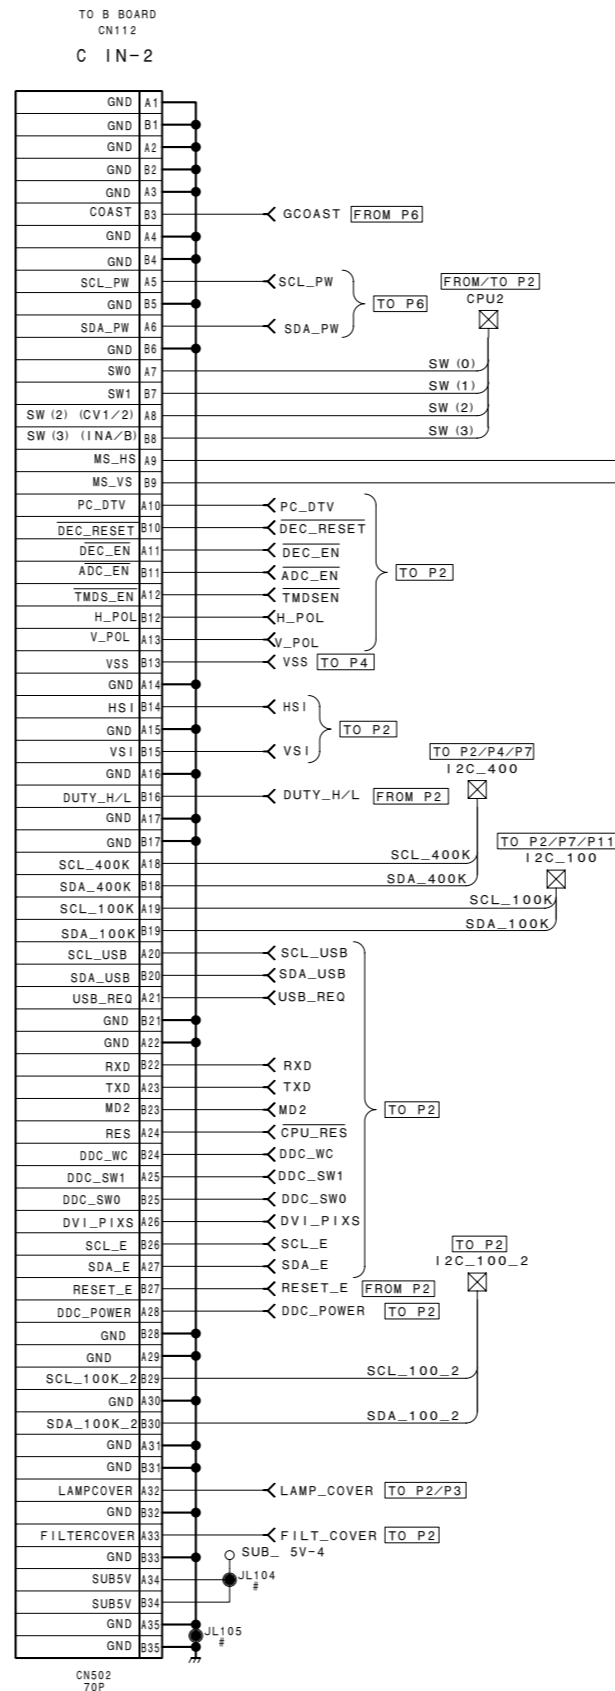 TO B BOARD
CN112
C IN-2
GND A1
GND B1
GND A2
GND B2
GND A3
COAST B3 GCOAST FROM P6
GND A4
GND B4
SCL_PW A5 SCL_PW
GND B5
TO P6
SDA_PW A6 SDA_PW
GND B6
FROM/TO P2
CPU2
SW0 A7 SW(0)
SW1 B7 SW(1)
SW(2) (CV1/2) A8 SW(2)
SW(3) (INA/B) B8 SW(3)
MS_HS A9
MS_VS B9
PC_DTV A10 PC_DTV
DEC_RESET B10 DEC_RESET
DEC_EN A11 DEC_EN
ADC_EN B11 ADC_EN TO P2
TMDS_EN A12 TMDSEN
H_POL B12 H_POL
V_POL A13 V_POL
VSS B13 VSS TO P4
GND A14
HSI B14 HSI
GND A15 TO P2
VSI B15 VSI
GND A16
TO P2/P4/P7
I2C_400
DUTY_H/L B16 DUTY_H/L FROM P2
GND A17
GND B17
TO P2/P7/P11
I2C_100
SCL_400K A18 SCL_400K
SDA_400K B18 SDA_400K
SCL_100K A19 SCL_100K
SDA_100K B19 SDA_100K
SCL_USB A20 SCL_USB
SDA_USB B20 SDA_USB
USB_REQ A21 USB_REQ
GND B21
GND A22
RXD B22 RXD
TXD A23 TXD
MD2 B23 MD2 TO P2
RES A24 CPU_RES
DDC_WC B24 DDC_WC
DDC_SW1 A25 DDC_SW1
DDC_SW0 B25 DDC_SW0
DVI_PIXS A26 DVI_PIXS
SCL_E B26 SCL_E
SDA_E A27 SDA_E
TO P2
I2C_100_2
RESET_E B27 RESET_E FROM P2
DDC_POWER A28 DDC_POWER TO P2
GND B28
GND A29
SCL_100K_2 B29 SCL_100_2
GND A30
SDA_100K_2 B30 SDA_100_2
GND A31
GND B31
LAMPCOVER A32 LAMP_COVER TO P2/P3
GND B32
FILTERCOVER A33 FILT_COVER TO P2
GND B33 SUB_ 5V-4
SUB5V A34 JL104
#
SUB5V B34
GND A35 JL105
#
GND B35
CN502
70P